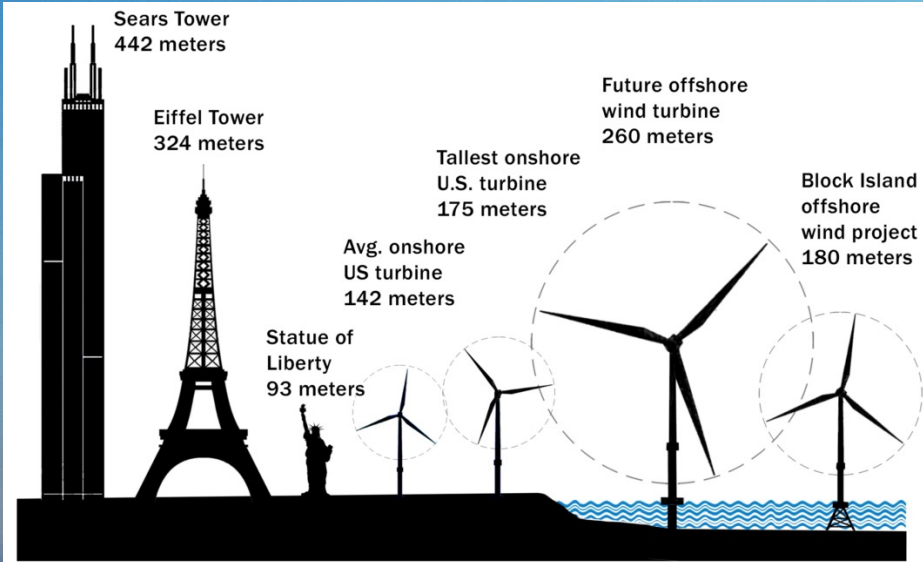 Sears Tower
442 meters
Eiffel Tower
324 meters
Statue of
Liberty
93 meters
Avg. onshore
US turbine
142 meters
Tallest onshore
U.S. turbine
175 meters
Future offshore
wind turbine
260 meters
Block Island
offshore
wind project
180 meters